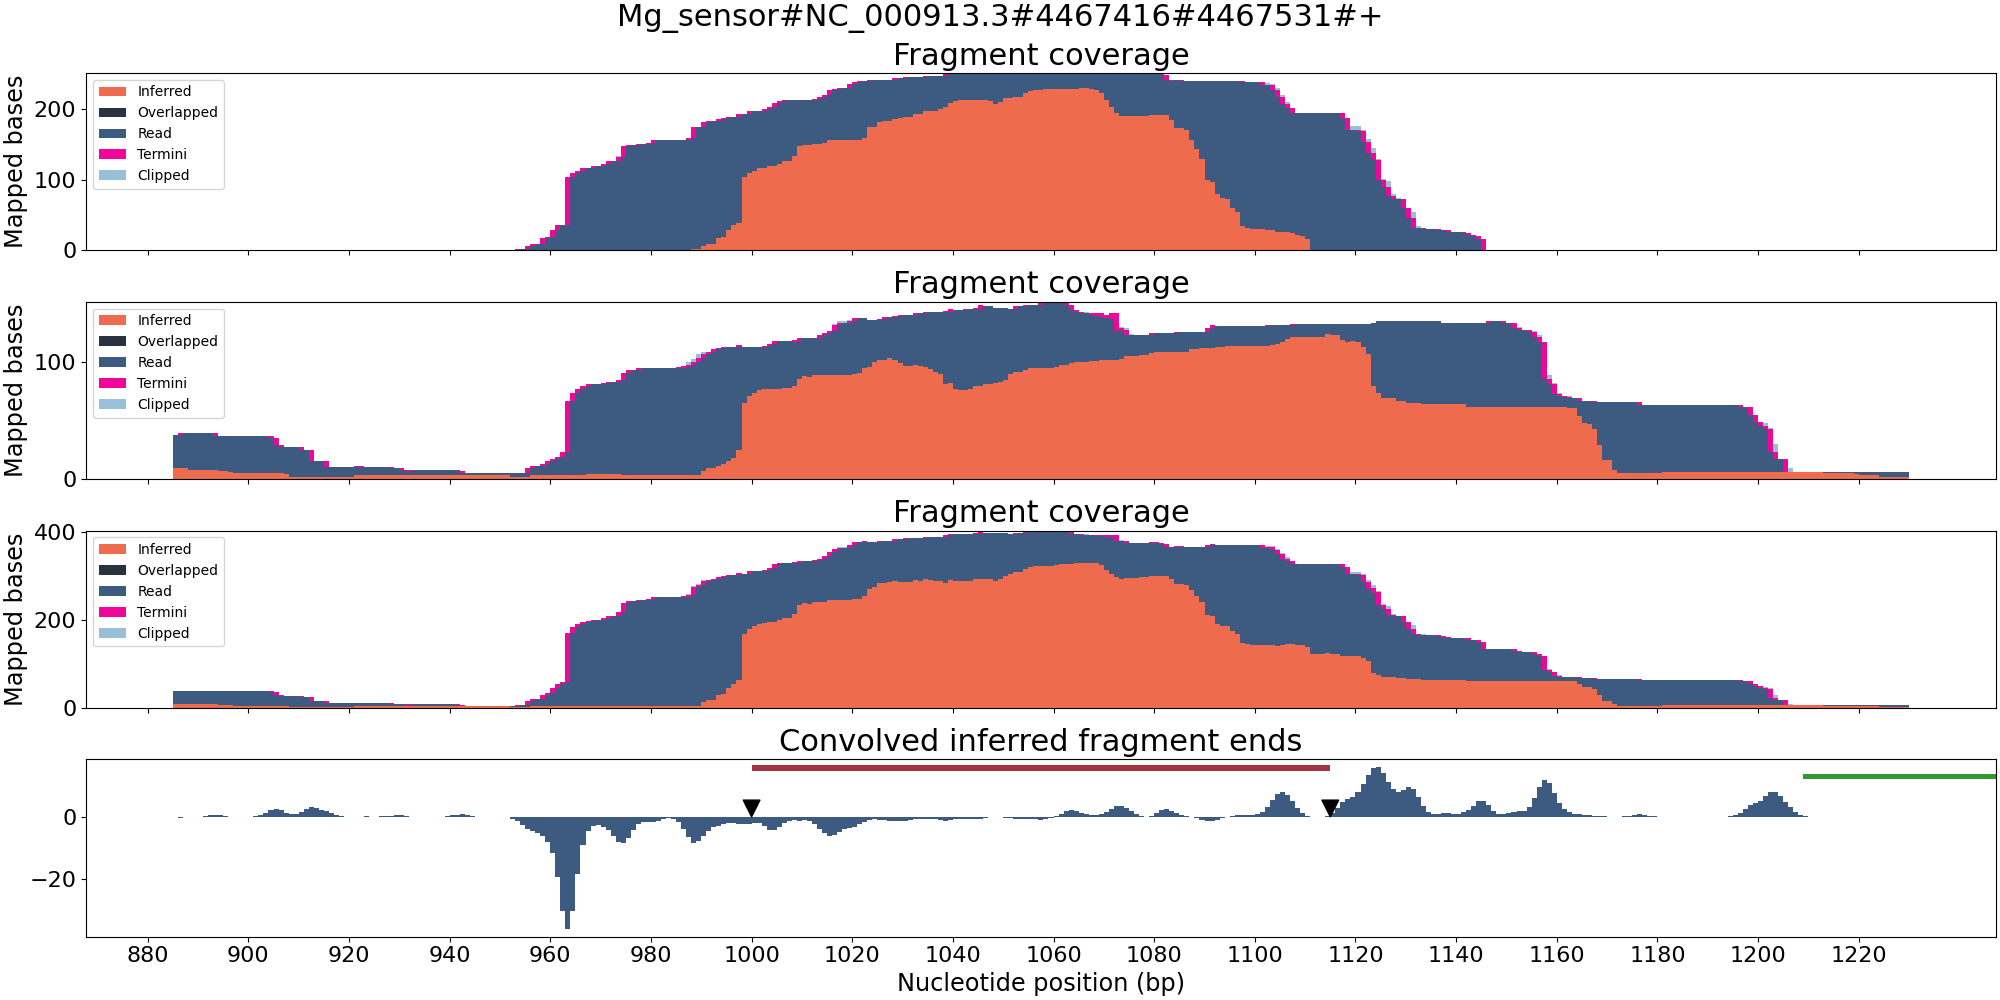 Mg_sensor#NC_000913.3#4467416#4467531#+
Fragment coverage
Mapped bases
200
100
0
Inferred
Overlapped
Read
Termini
Clipped
Fragment coverage
Mapped bases
100
0
Inferred
Overlapped
Read
Termini
Clipped
Fragment coverage
Mapped bases
400
200
0
Inferred
Overlapped
Read
Termini
Clipped
Convolved inferred fragment ends
0
−20
880 900 920 940 960 980 1000 1020 1040 1060 1080 1100 1120 1140 1160 1180 1200 1220
Nucleotide position (bp)